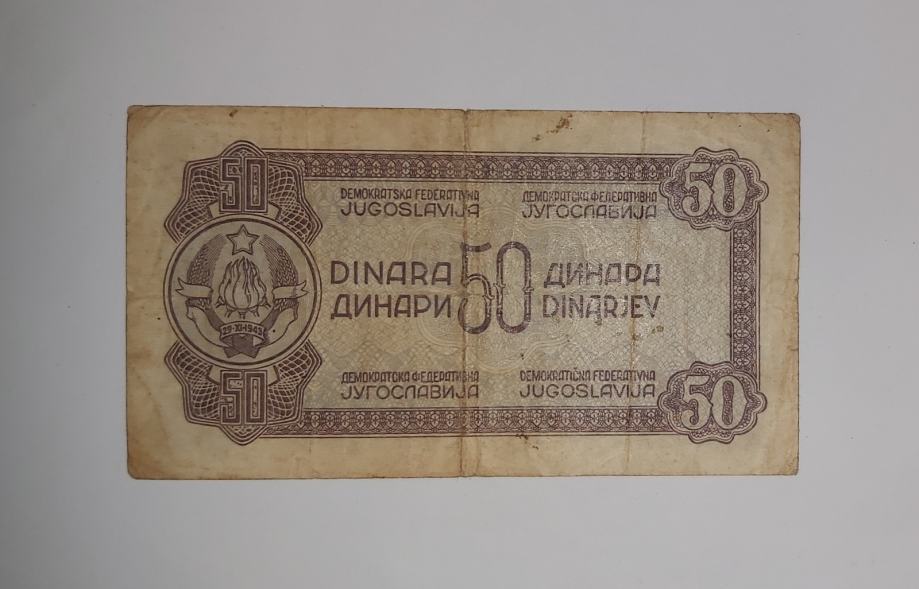 50
50
DEMOKRATSKA FEDERATIVNA
JUGOSLAVIJA
ДЕМОКРАТСКА ФЕДЕРАТИВНА
ЈУГОСЛАВИЈА
DINARA
ДИНАРИ
50
ДИНАРА
DINARJEV
29·XI·1943
ДЕМОКРАТСКА ФЕДЕРАТИВНА
ЈУГОСЛАВИЈА
DEMOKRATIČNA FEDERATIVNA
JUGOSLAVIJA
50
50